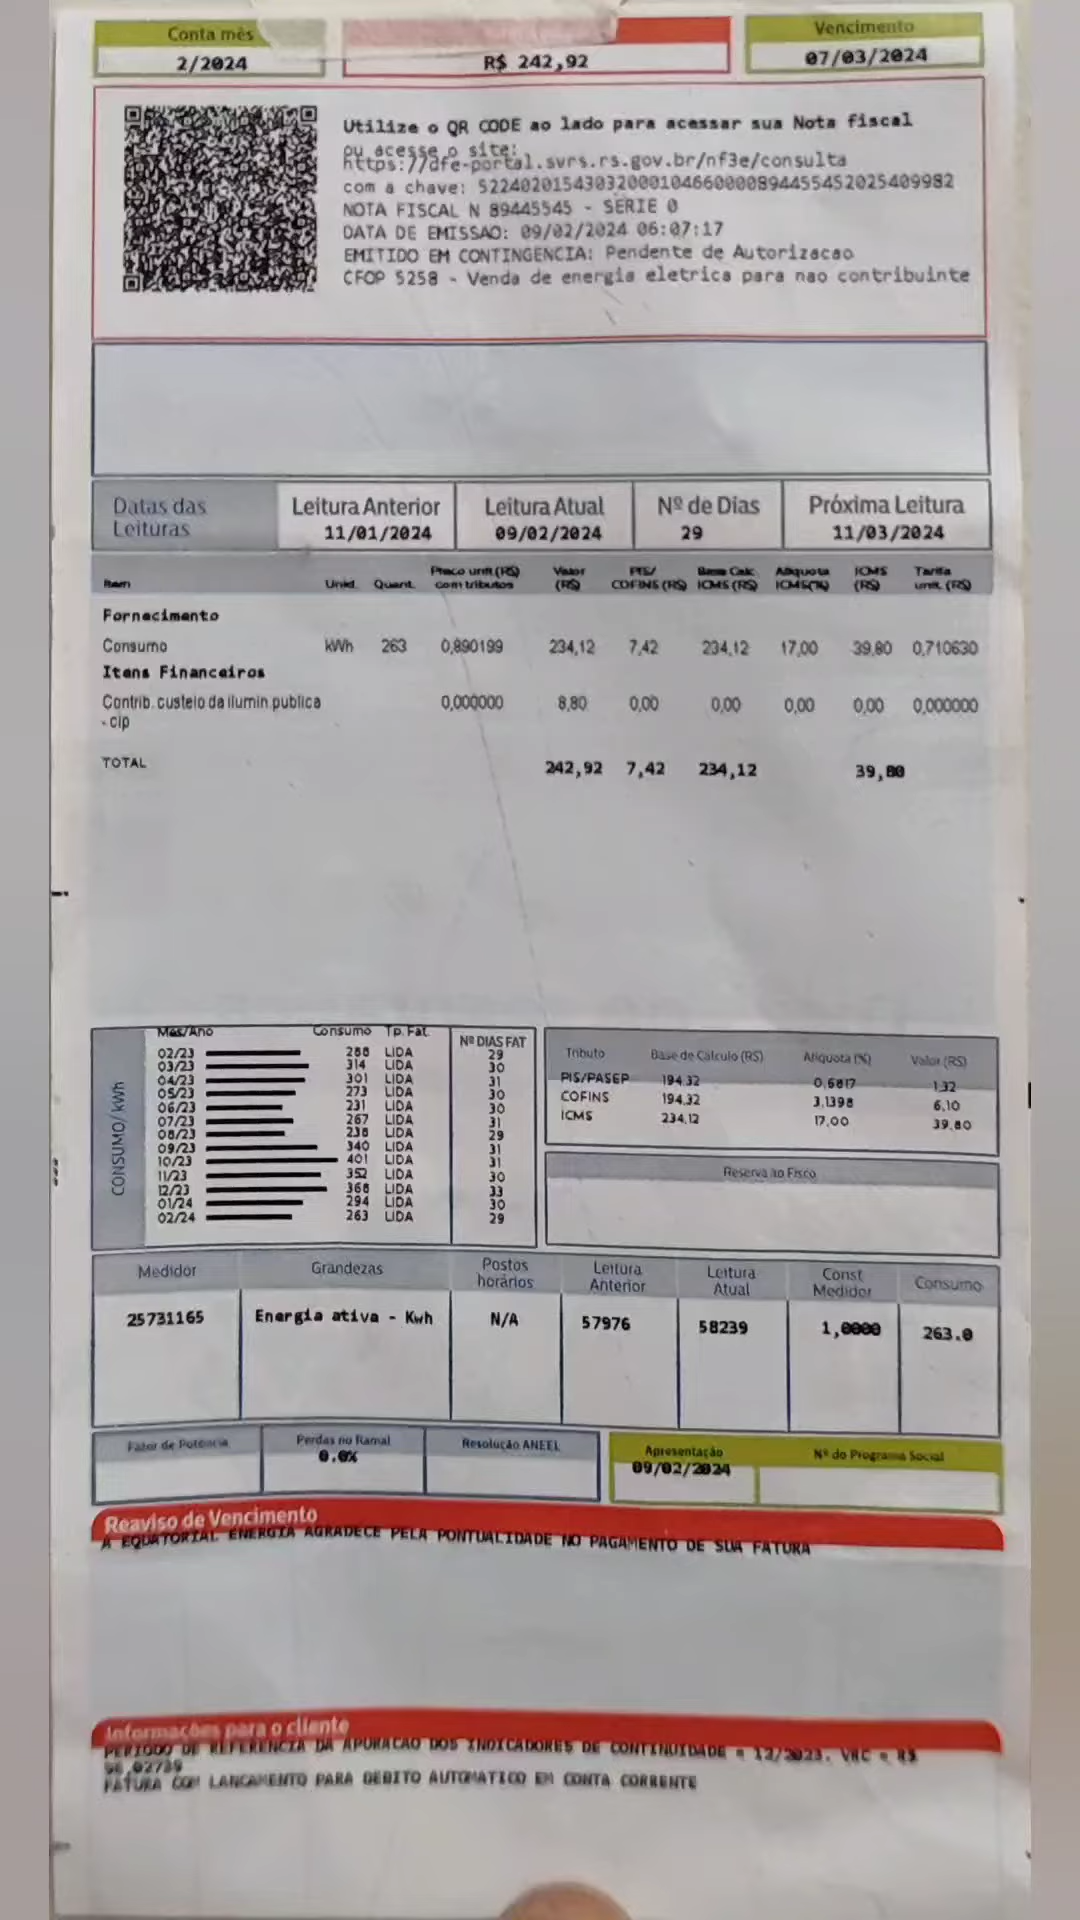 Conta mês
2/2024
R$ 242,92
Vencimento
07/03/2024
Utilize o QR CODE ao lado para acessar sua Nota fiscal
ou acesse o site:
https://dfe-portal.svrs.rs.gov.br/nf3e/consulta
com a chave: 52240201543032000104660000894455452025409982
NOTA FISCAL N 89445545 - SERIE 0
DATA DE EMISSAO: 09/02/2024 06:07:17
EMITIDO EM CONTINGENCIA: Pendente de Autorizacao
CFOP 5258 - Venda de energia eletrica para nao contribuinte
Datas das Leituras
Leitura Anterior
11/01/2024
Leitura Atual
09/02/2024
Nº de Dias
29
Próxima Leitura
11/03/2024
Item Unid. Quant. Preco unit (R$) com tributos Valor (R$) PIS/ COFINS (R$) Base Calc. ICMS (R$) Aliquota ICMS(%) ICMS (R$) Tarifa unit. (R$)
Fornecimento
Consumo kWh 263 0,890199 234,12 7,42 234,12 17,00 39,80 0,710630
Itens Financeiros
Contrib. custeio da ilumin. publica 0,000000 8,80 0,00 0,00 0,00 0,00 0,000000
- cip
TOTAL 242,92 7,42 234,12 39,80
CONSUMO/kWh
Mes/Ano Consumo Tp. Fat. Nº DIAS FAT
02/23 288 LIDA 29
03/23 314 LIDA 30
04/23 301 LIDA 31
05/23 273 LIDA 30
06/23 231 LIDA 30
07/23 267 LIDA 31
08/23 238 LIDA 29
09/23 340 LIDA 31
10/23 401 LIDA 31
11/23 352 LIDA 30
12/23 368 LIDA 33
01/24 294 LIDA 30
02/24 263 LIDA 29
Tributo Base de Calculo (R$) Aliquota (%) Valor (R$)
PIS/PASEP 194.32 0,6817 1,32
COFINS 194.32 3,1398 6,10
ICMS 234,12 17,00 39,80
Reserva ao Fisco
Medidor Grandezas Postos horários Leitura Anterior Leitura Atual Const Medidor Consumo
25731165 Energia ativa - Kwh N/A 57976 58239 1,0000 263.0
Fator de Potencia
Perdas no Ramal
0.0%
Resolução ANEEL
Apresentação
09/02/2024
Nº do Programa Social
Reaviso de Vencimento
A EQUATORIAL ENERGIA AGRADECE PELA PONTUALIDADE NO PAGAMENTO DE SUA FATURA
Informações para o cliente
PERIODO DE REFERENCIA DA APURACAO DOS INDICADORES DE CONTINUIDADE = 12/2023. VRC = R$
FATURA COM LANCAMENTO PARA DEBITO AUTOMATICO EM CONTA CORRENTE